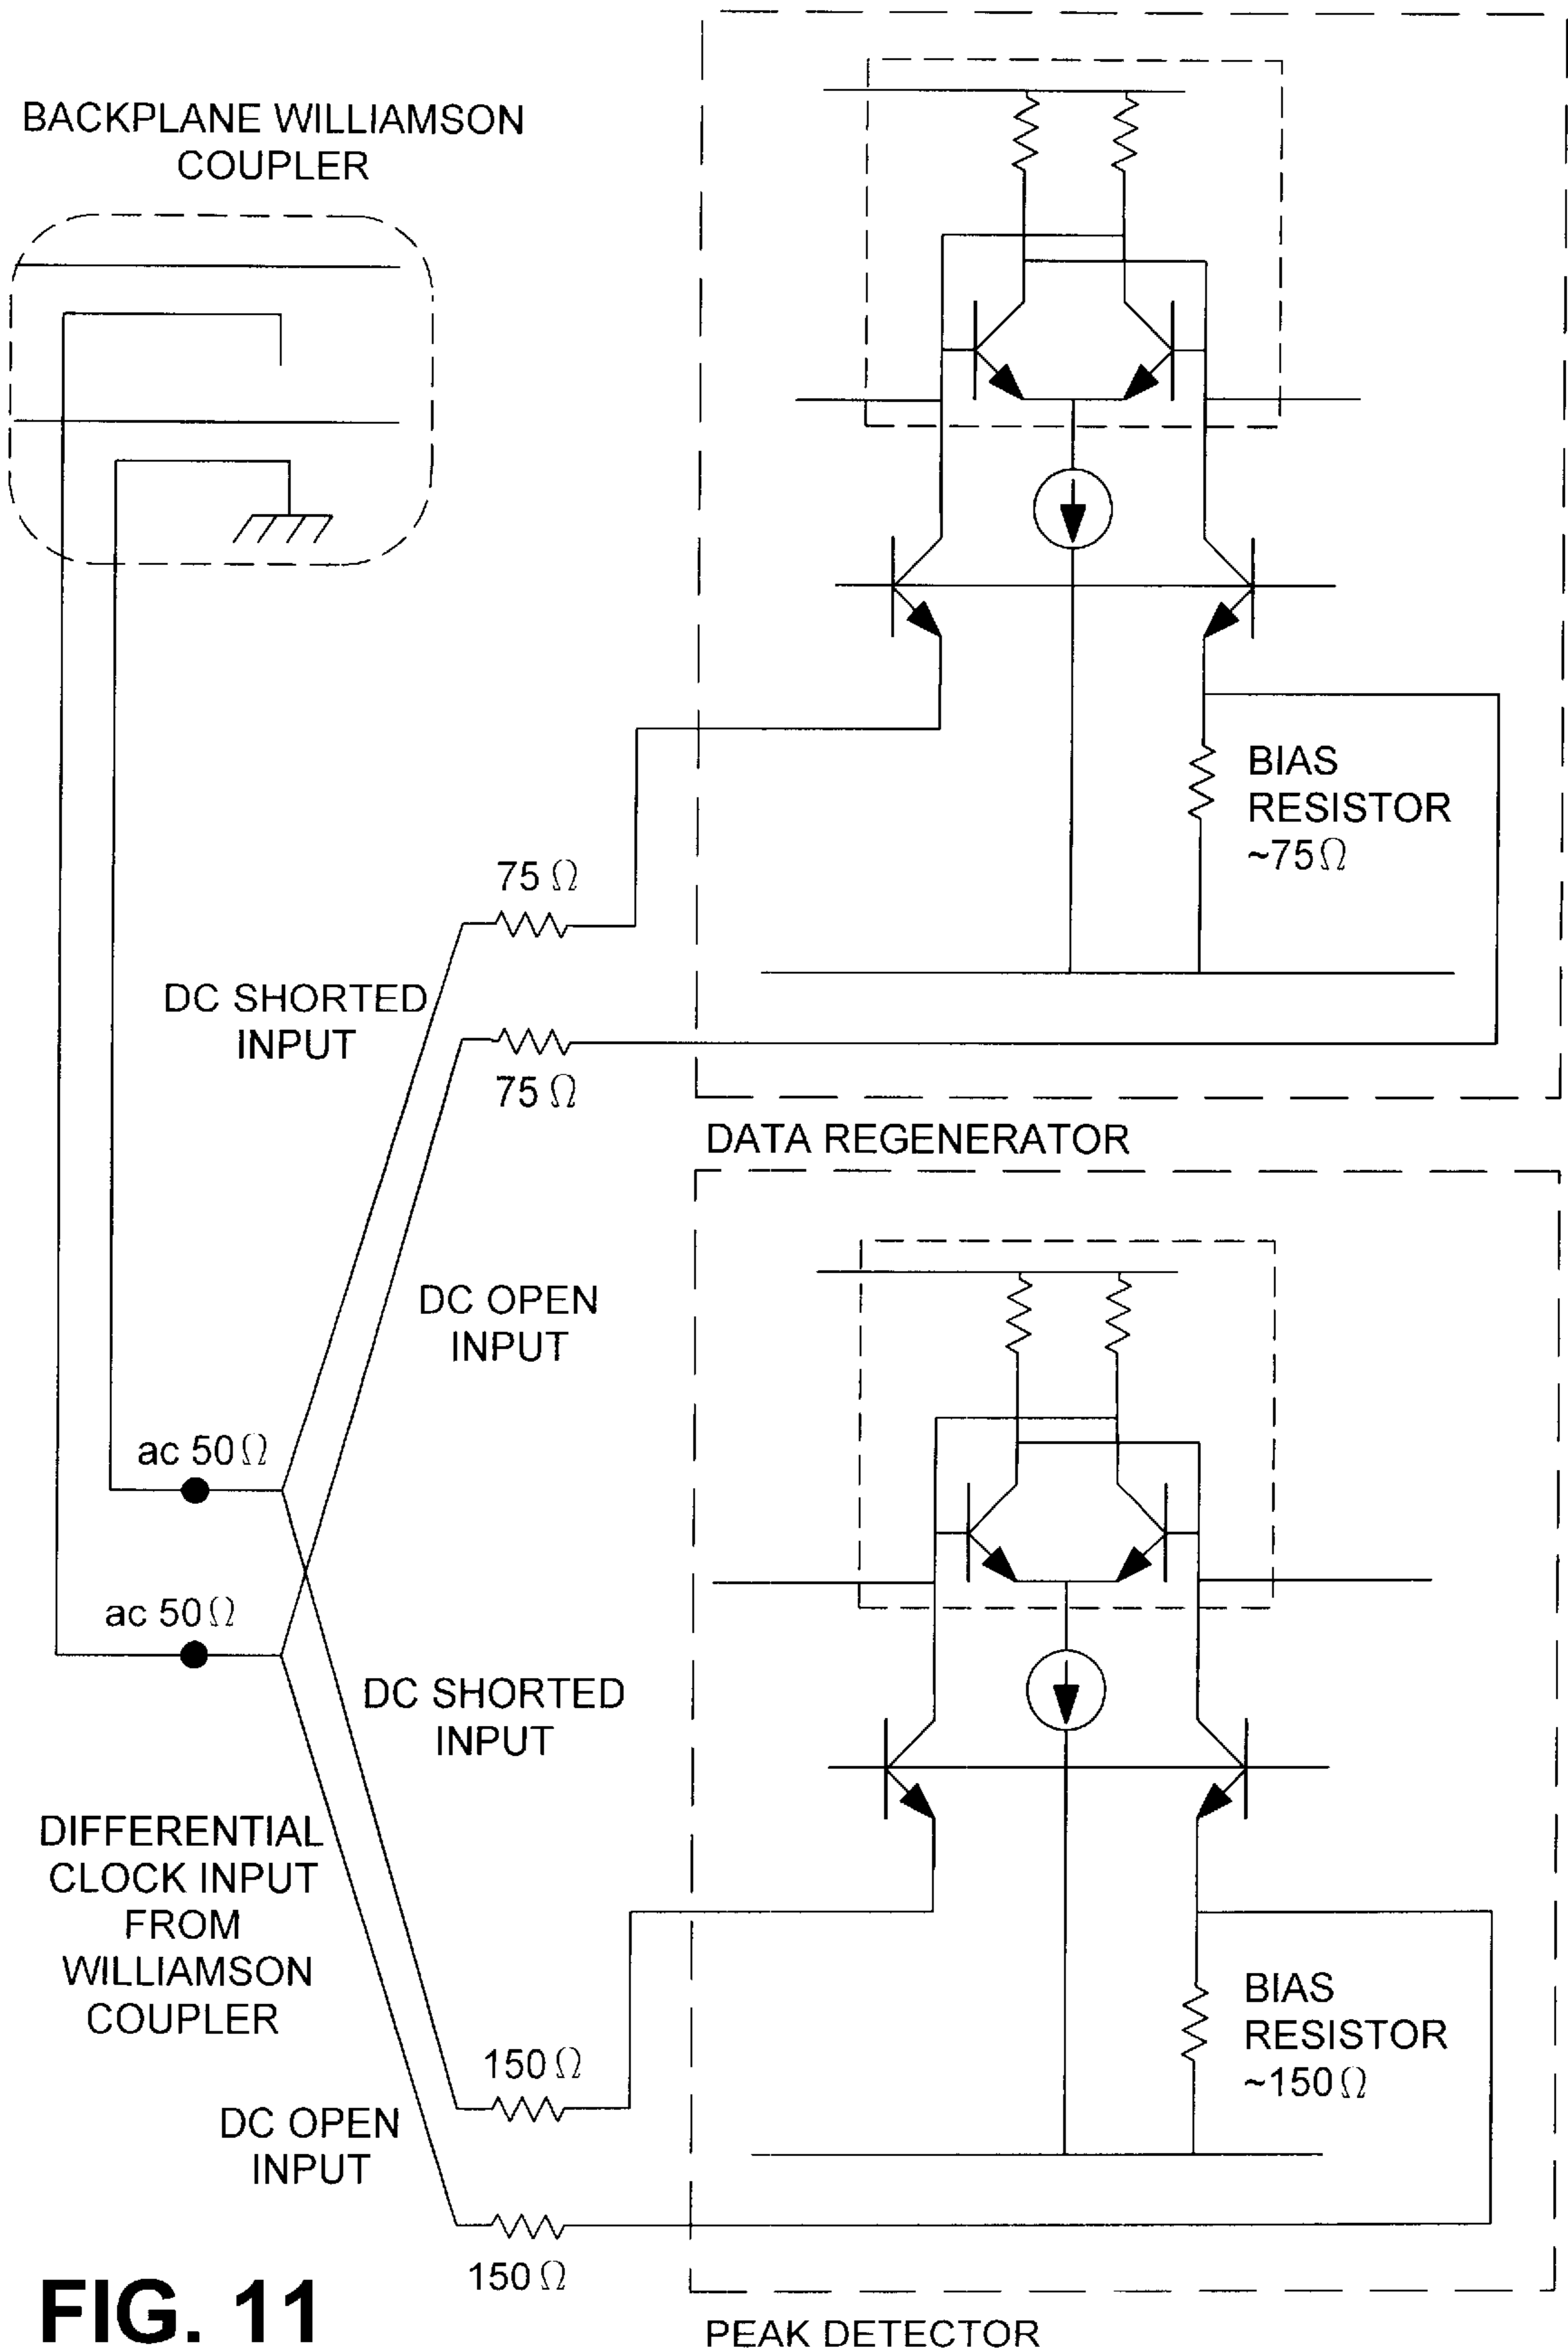 BACKPLANE WILLIAMSON
COUPLER
BIAS
RESISTOR
~75Ω
75 Ω
DC SHORTED
INPUT
75 Ω
DATA REGENERATOR
DC OPEN
INPUT
ac 50Ω
ac 50Ω
DC SHORTED
INPUT
DIFFERENTIAL
CLOCK INPUT
FROM
WILLIAMSON
COUPLER
BIAS
RESISTOR
~150Ω
150Ω
DC OPEN
INPUT
150Ω
FIG. 11
PEAK DETECTOR